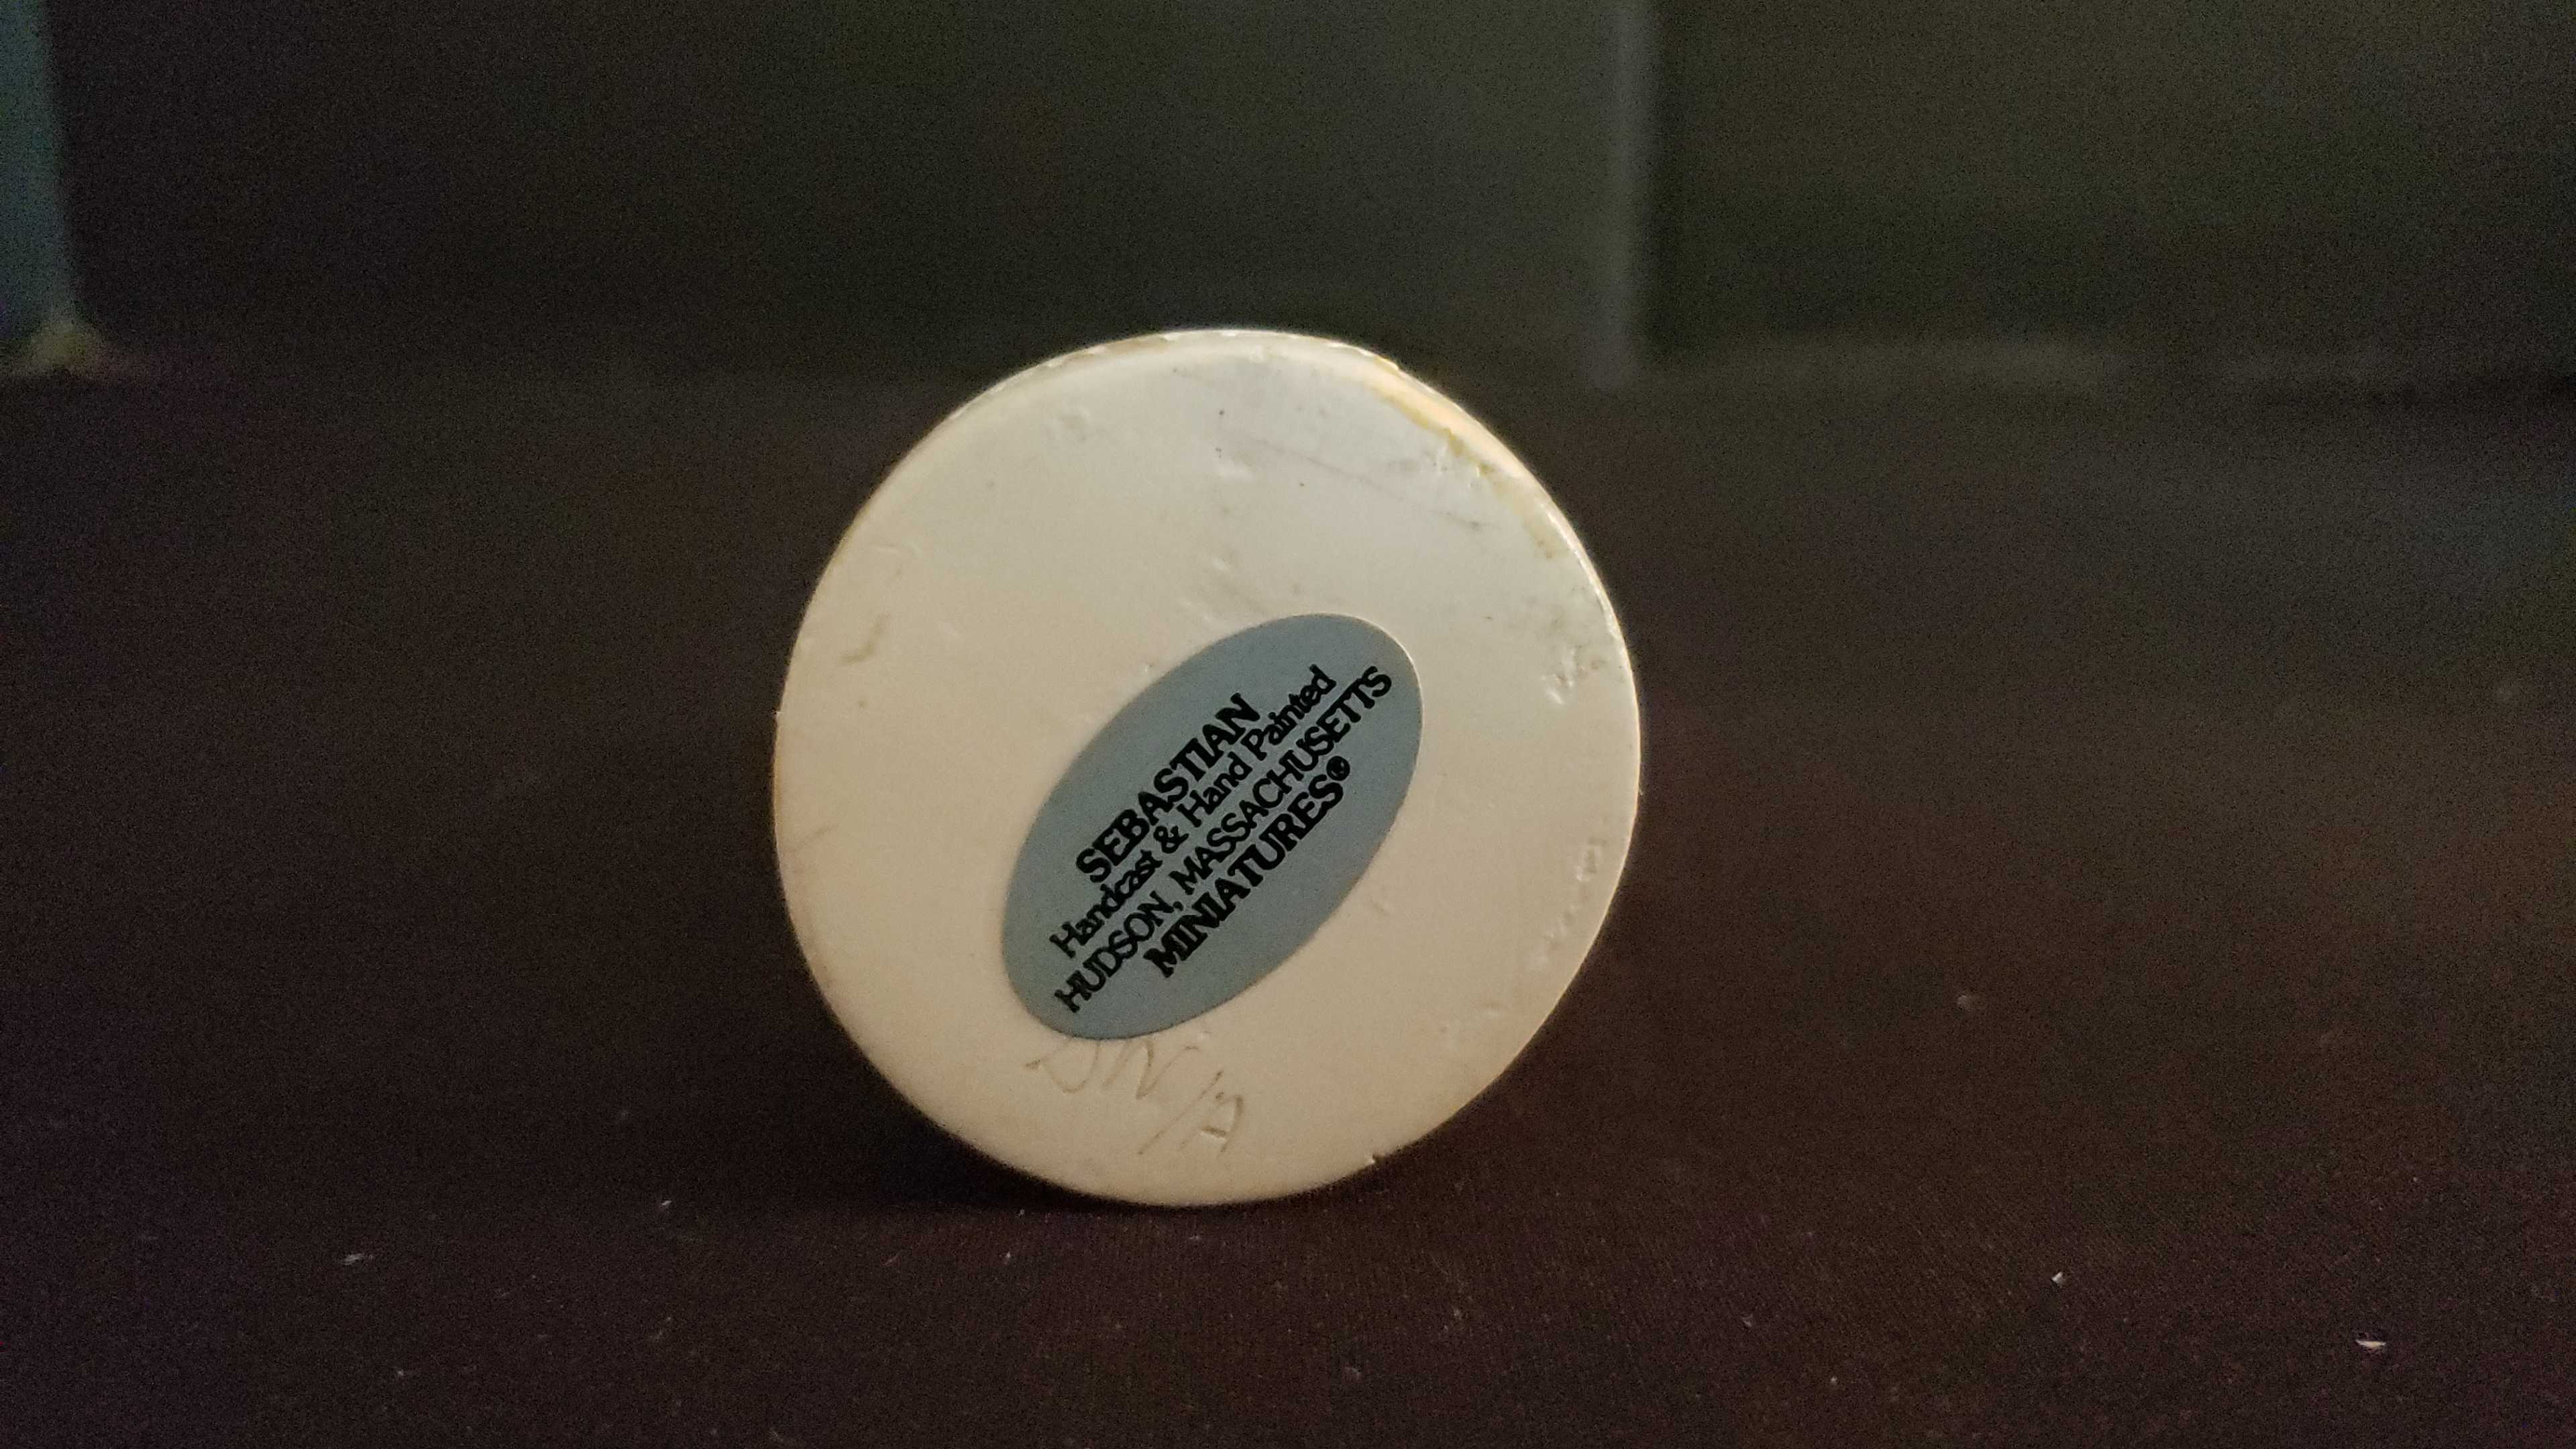 SEBASTIAN
Handcast & Hand Painted
HUDSON, MASSACHUSETTS
MINIATURES®